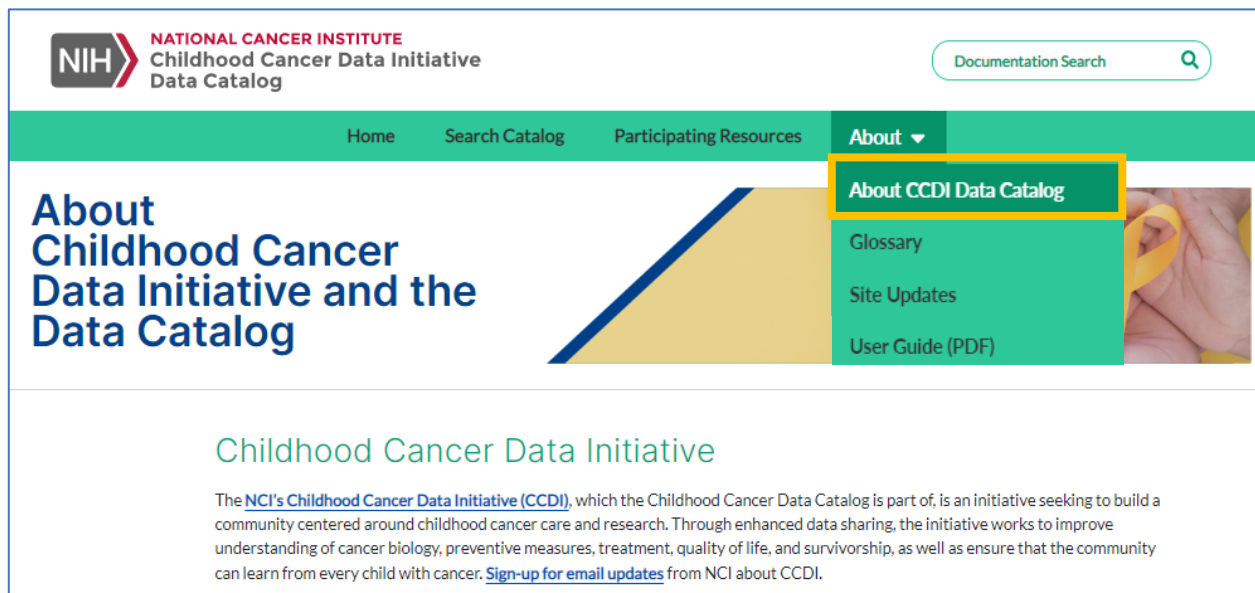 NIH
NATIONAL CANCER INSTITUTE
Childhood Cancer Data Initiative
Data Catalog
Documentation Search
Home Search Catalog Participating Resources About
About CCDI Data Catalog
Glossary
Site Updates
User Guide (PDF)
About
Childhood Cancer
Data Initiative and the
Data Catalog
Childhood Cancer Data Initiative
The NCI's Childhood Cancer Data Initiative (CCDI), which the Childhood Cancer Data Catalog is part of, is an initiative seeking to build a
community centered around childhood cancer care and research. Through enhanced data sharing, the initiative works to improve
understanding of cancer biology, preventive measures, treatment, quality of life, and survivorship, as well as ensure that the community
can learn from every child with cancer. Sign-up for email updates from NCI about CCDI.